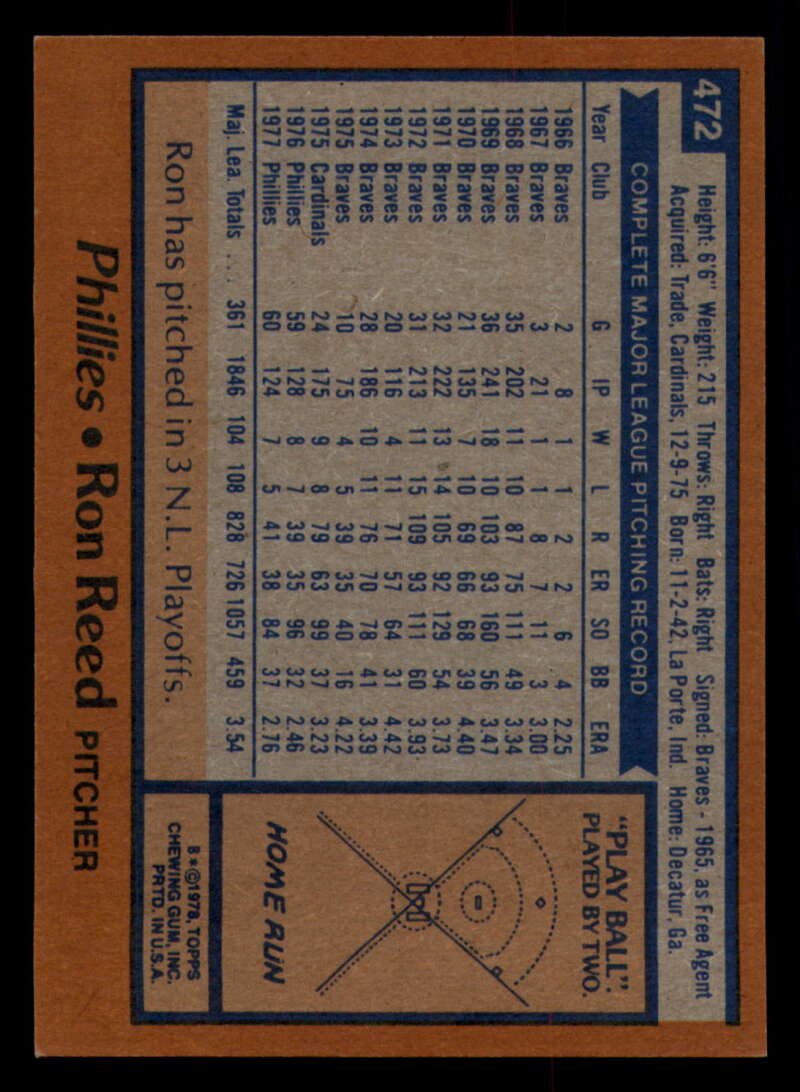 472
Height: 6'6" Weight: 215 Throws: Right Bats: Right Signed: Braves - 1965, as Free Agent
Acquired: Trade, Cardinals, 12-9-75 Born: 11-2-42, La Porte, Ind. Home: Decatur, Ga.
COMPLETE MAJOR LEAGUE PITCHING RECORD
Year Club G IP W L R ER SO BB ERA
1966 Braves 2 8 1 1 2 2 6 4 2.25
1967 Braves 3 21 1 1 8 7 11 3 3.00
1968 Braves 35 202 11 10 87 75 111 49 3.34
1969 Braves 36 241 18 10 103 93 160 56 3.47
1970 Braves 21 135 7 10 69 66 68 39 4.40
1971 Braves 32 222 13 14 105 92 129 54 3.73
1972 Braves 31 213 11 15 109 93 111 60 3.93
1973 Braves 20 116 4 11 71 57 64 31 4.42
1974 Braves 28 186 10 11 76 70 78 41 3.39
1975 Braves 10 75 4 5 39 35 40 16 4.22
1975 Cardinals 24 175 9 8 79 63 99 37 3.23
1976 Phillies 59 128 8 7 39 35 96 32 2.46
1977 Phillies 60 124 7 5 41 38 84 37 2.76
Maj. Lea. Totals ... 361 1846 104 108 828 726 1057 459 3.54
Ron has pitched in 3 N.L. Playoffs.
"PLAY BALL".
PLAYED BY TWO.
HOME RUN
B*©1978, TOPPS
CHEWING GUM, INC.
PRTD. IN U.S.A.
Phillies • Ron Reed PITCHER